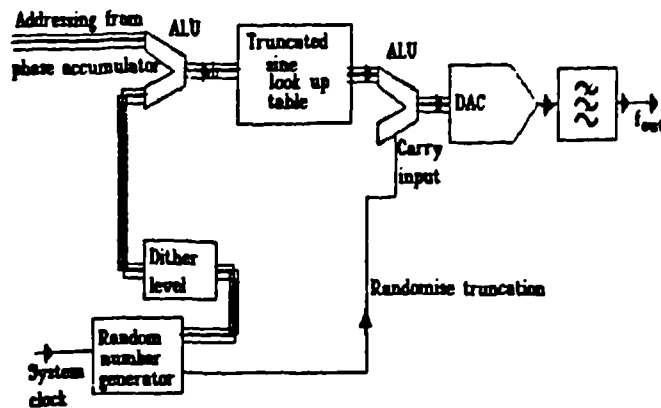 Addressing from
phase accumulator
ALU
Truncated
sine
look up
table
ALU
DAC
f out
Carry
input
Dither
level
Randomise truncation
Random
number
generator
System
clock